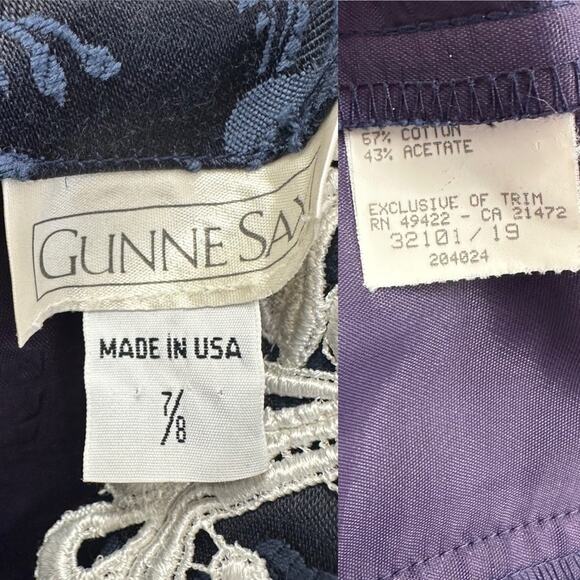 GUNNE SAX
MADE IN USA
7/8
57% COTTON
43% ACETATE
EXCLUSIVE OF TRIM
RN 49422 - CA 21472
32101/19
204024